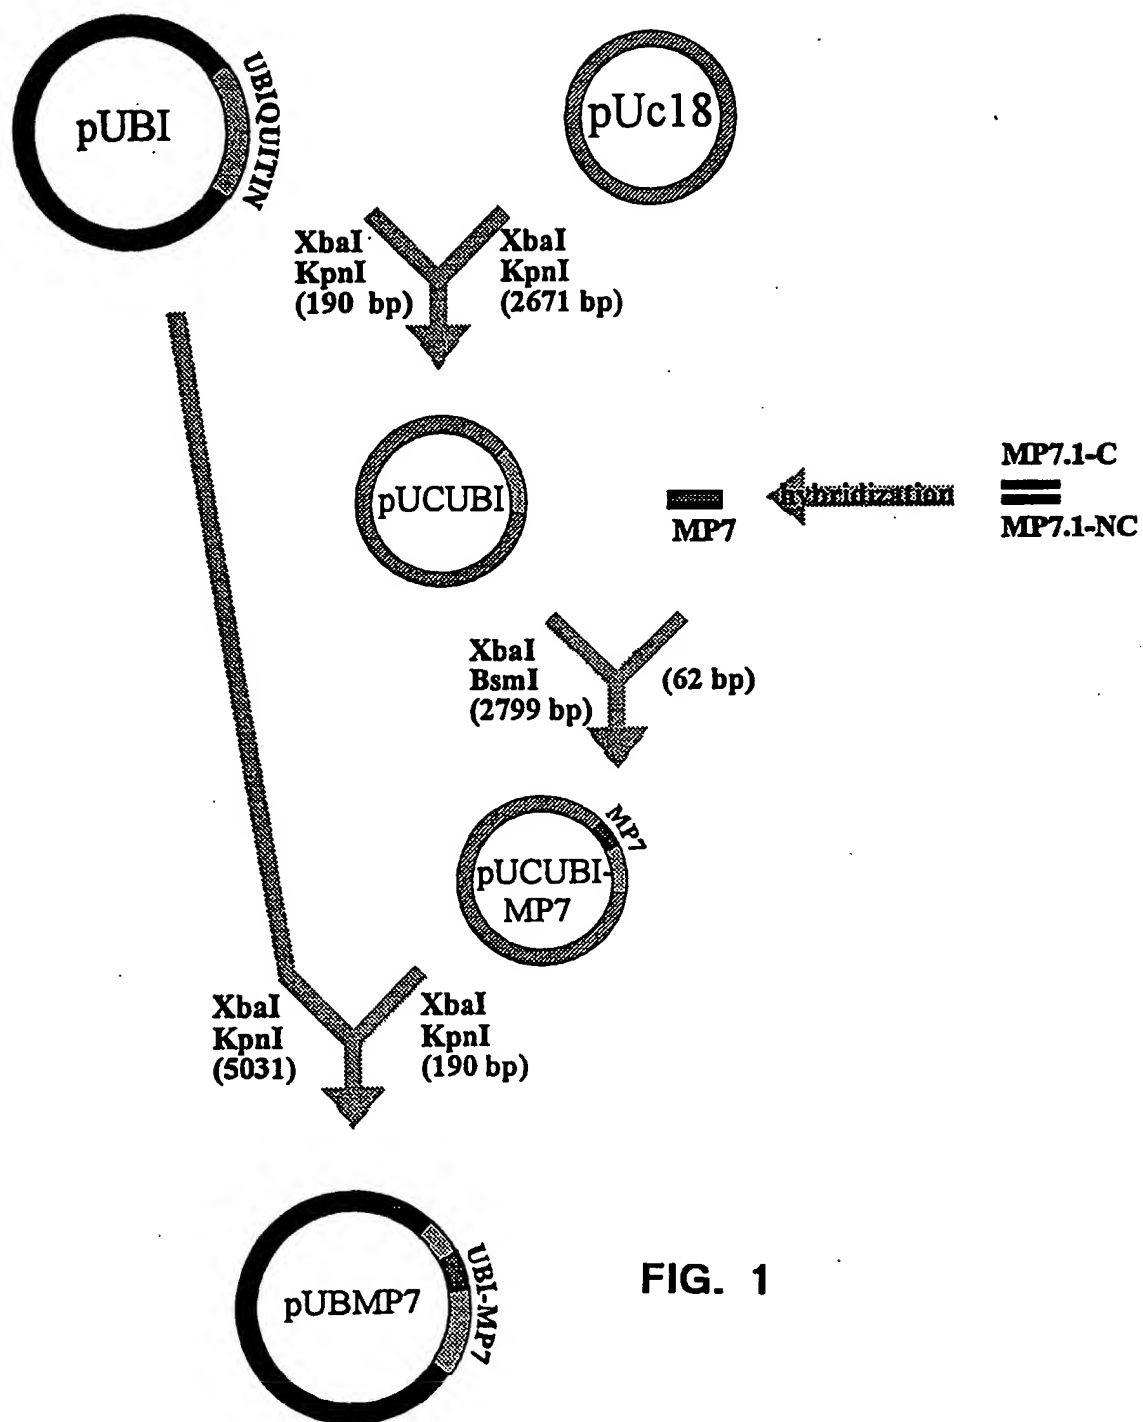 pUBI
UBIQUITIN
pUc18
XbaI
KpnI
(190 bp)
XbaI
KpnI
(2671 bp)
pUCUBI
MP7
hybridization
MP7.1-C
MP7.1-NC
XbaI
BsmI
(2799 bp)
(62 bp)
MP7
pUCUBI-
MP7
XbaI
KpnI
(5031)
XbaI
KpnI
(190 bp)
pUBMP7
UBI-MP7
FIG. 1